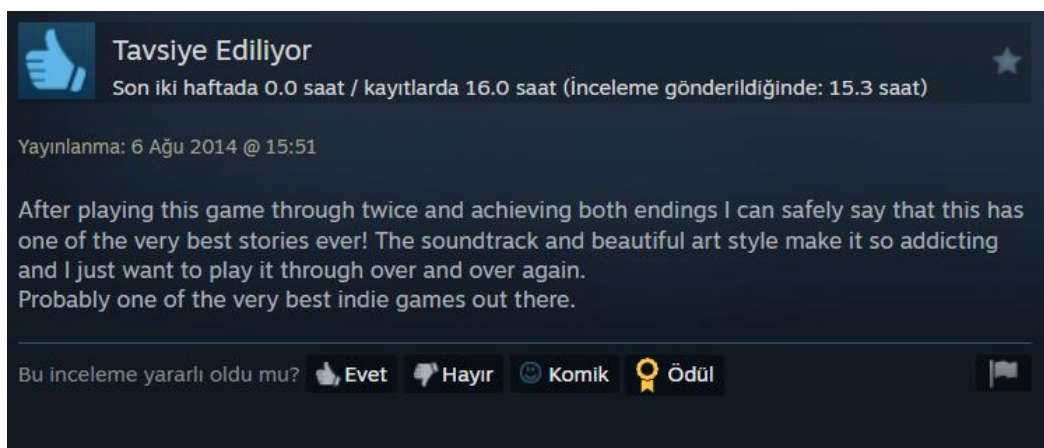 Tavsiye Ediliyor
Son iki haftada 0.0 saat / kayıtlarda 16.0 saat (İnceleme gönderildiğinde: 15.3 saat)
Yayınlanma: 6 Ağu 2014 @ 15:51
After playing this game through twice and achieving both endings I can safely say that this has
one of the very best stories ever! The soundtrack and beautiful art style make it so addicting
and I just want to play it through over and over again.
Probably one of the very best indie games out there.
Bu inceleme yararlı oldu mu? Evet Hayır Komik Ödül